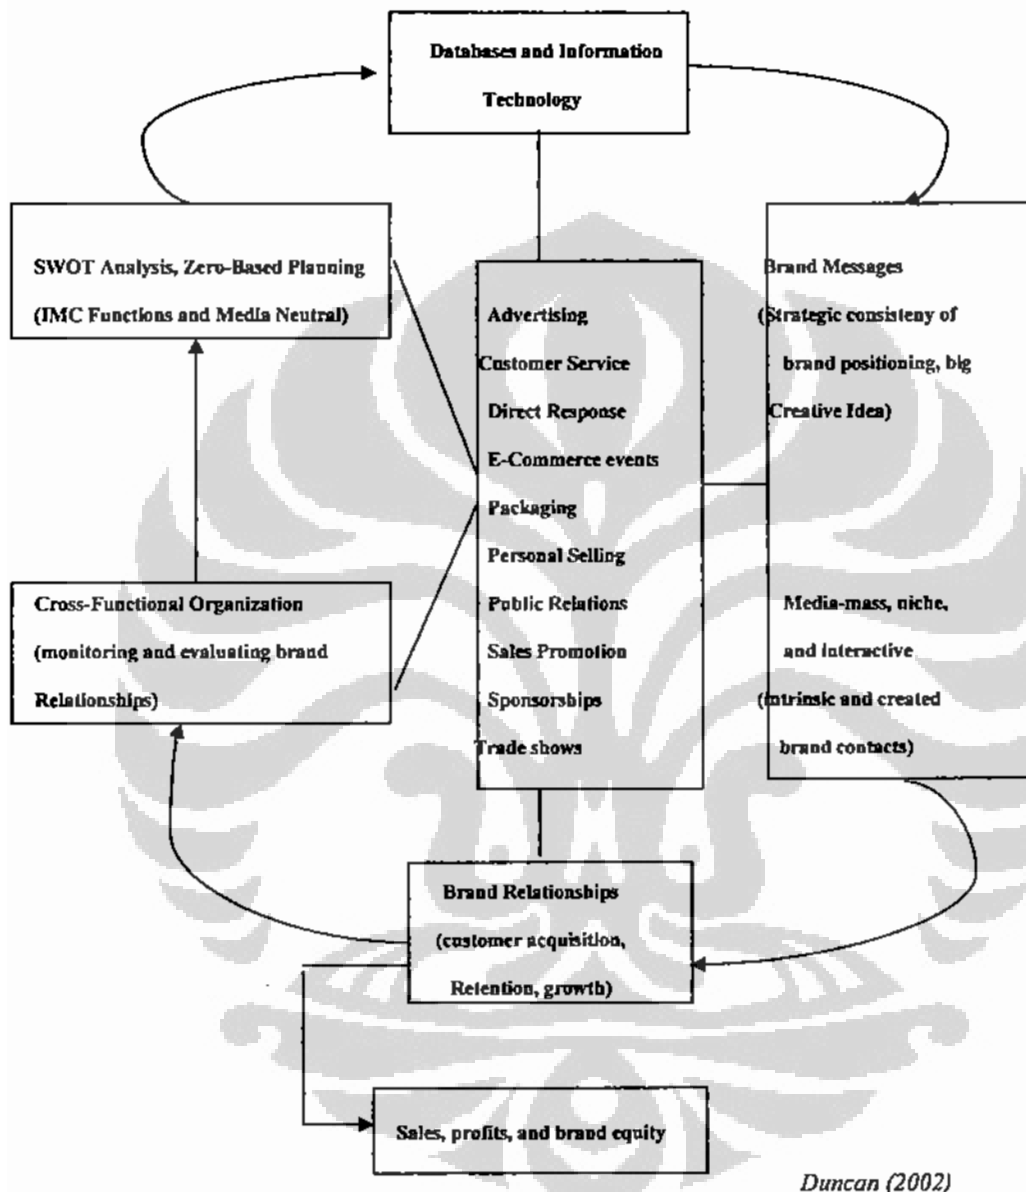 Databases and Information
Technology
SWOT Analysis, Zero-Based Planning
(IMC Functions and Media Neutral)
Cross-Functional Organization
(monitoring and evaluating brand
Relationships)
Advertising
Customer Service
Direct Response
E-Commerce events
Packaging
Personal Selling
Public Relations
Sales Promotion
Sponsorships
Trade shows
Brand Messages
(Strategic consisteny of
brand positioning, big
Creative Idea)
Media-mass, niche,
and interactive
(intrinsic and created
brand contacts)
Brand Relationships
(customer acquisition,
Retention, growth)
Sales, profits, and brand equity
Duncan (2002)